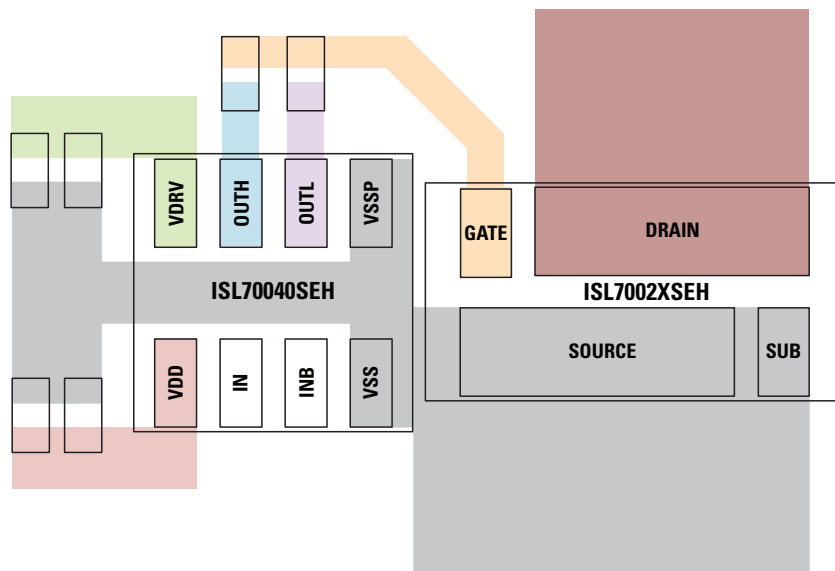 VDRV
OUTH
OUTL
VSSP
GATE
DRAIN
ISL70040SEH
ISL7002XSEH
VDD
IN
INB
VSS
SOURCE
SUB